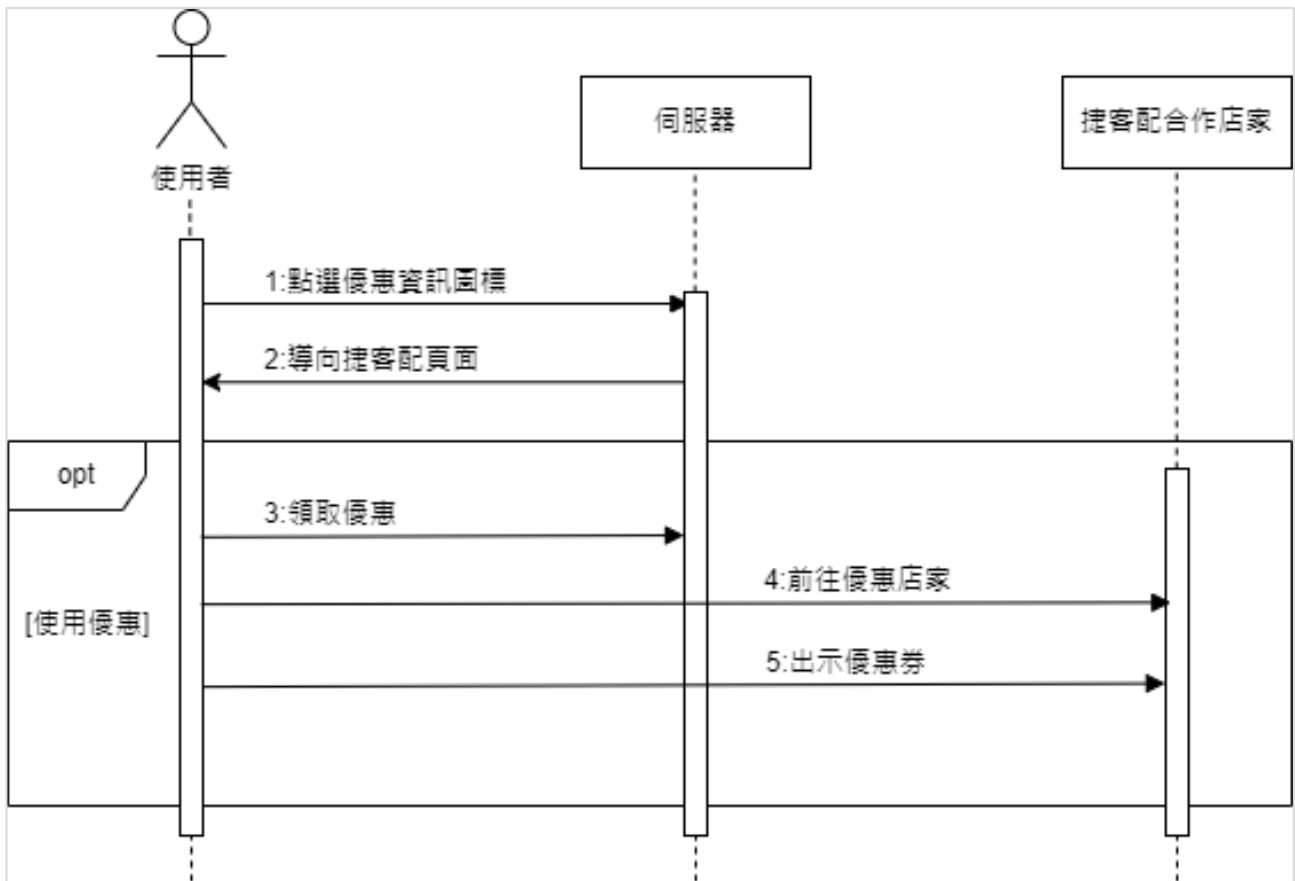 使用者
伺服器
捷客配合作店家
1:點選優惠資訊圖標
2:導向捷客配頁面
opt
3:領取優惠
4:前往優惠店家
[使用優惠]
5:出示優惠券